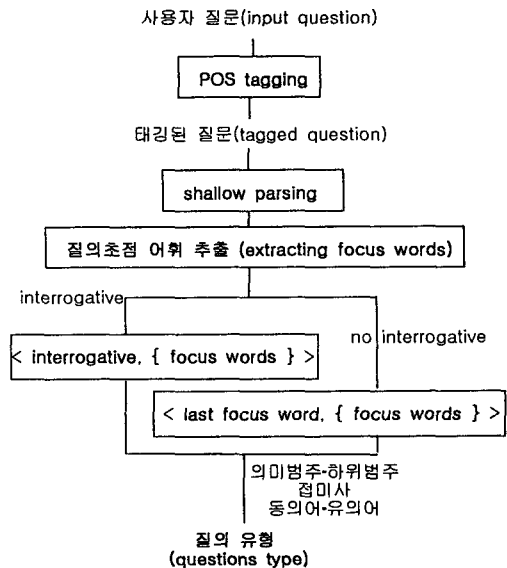 사용자 질문(input question)
POS tagging
태깅된 질문(tagged question)
shallow parsing
질의초점 어휘 추출 (extracting focus words)
interrogative
no interrogative
< interrogative, { focus words } >
< last focus word, { focus words } >
의미범주-하위범주
접미사
동의어-유의어
질의 유형
(questions type)